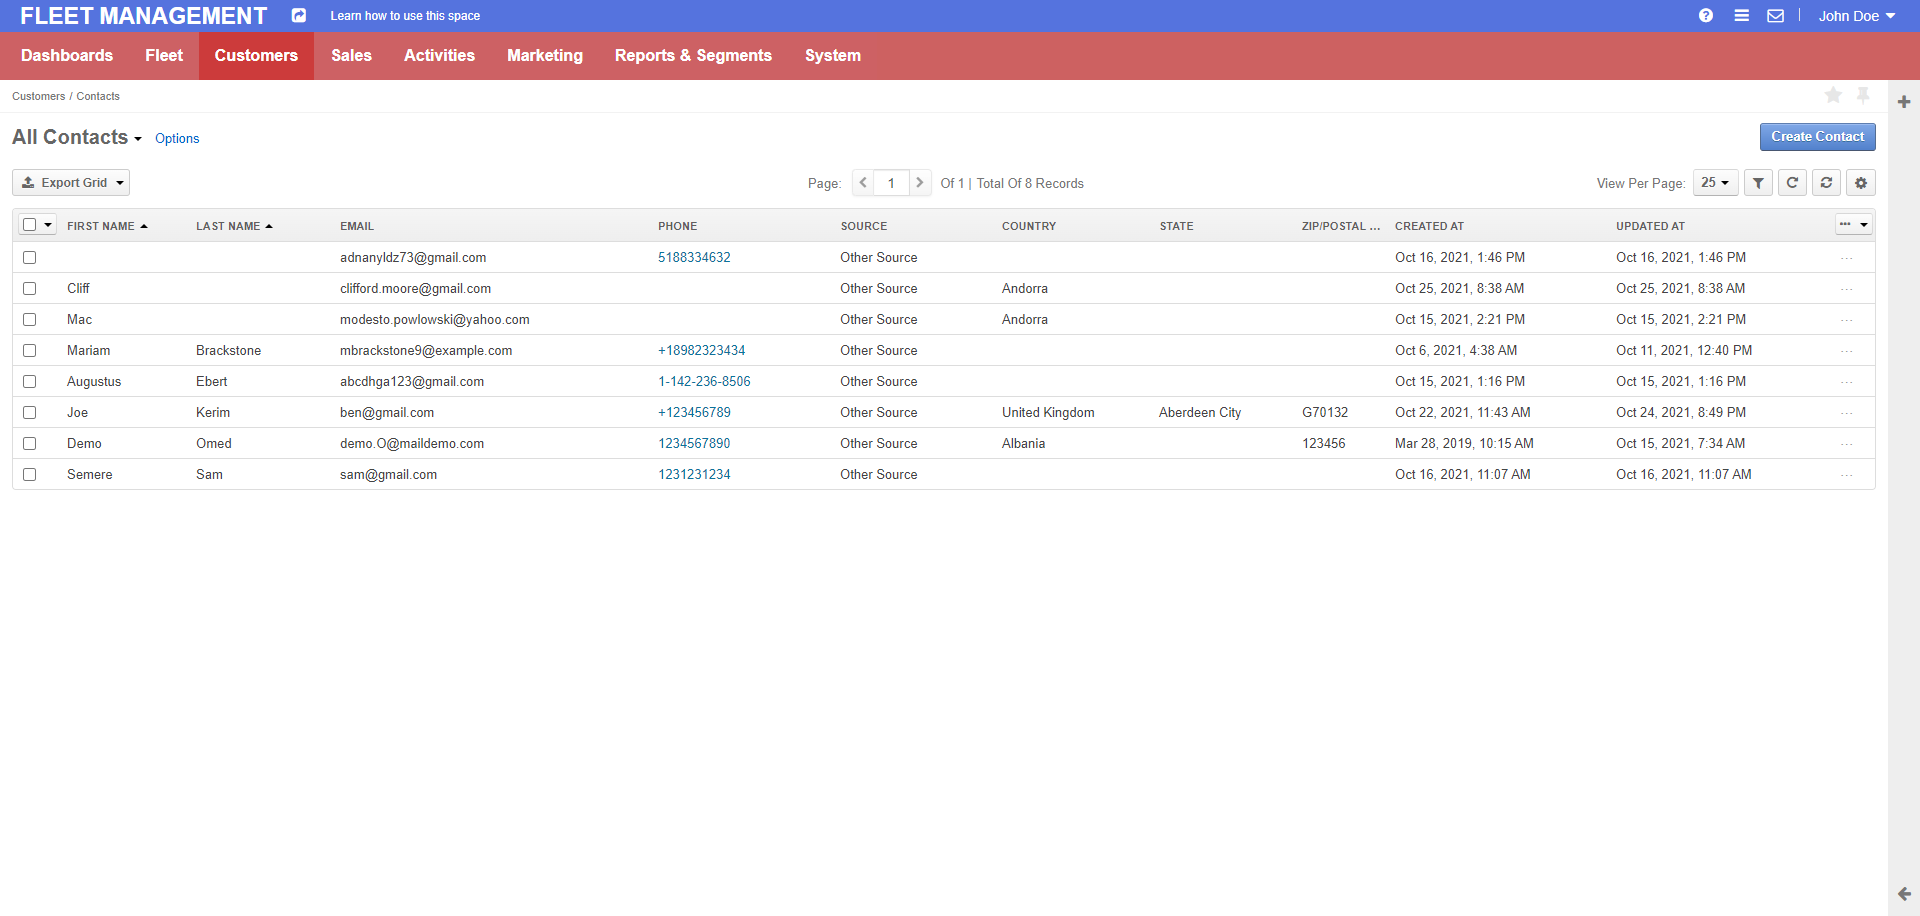 FLEET MANAGEMENT Learn how to use this space John Doe
Dashboards Fleet Customers Sales Activities Marketing Reports & Segments System
Customers / Contacts
All Contacts Options Create Contact
Export Grid Page: 1 Of 1 | Total Of 8 Records View Per Page: 25
FIRST NAME LAST NAME EMAIL PHONE SOURCE COUNTRY STATE ZIP/POSTAL ... CREATED AT UPDATED AT
adnanyldz73@gmail.com 5188334632 Other Source Oct 16, 2021, 1:46 PM Oct 16, 2021, 1:46 PM
Cliff clifford.moore@gmail.com Other Source Andorra Oct 25, 2021, 8:38 AM Oct 25, 2021, 8:38 AM
Mac modesto.powlowski@yahoo.com Other Source Andorra Oct 15, 2021, 2:21 PM Oct 15, 2021, 2:21 PM
Mariam Brackstone mbrackstone9@example.com +18982323434 Other Source Oct 6, 2021, 4:38 AM Oct 11, 2021, 12:40 PM
Augustus Ebert abcdhga123@gmail.com 1-142-236-8506 Other Source Oct 15, 2021, 1:16 PM Oct 15, 2021, 1:16 PM
Joe Kerim ben@gmail.com +123456789 Other Source United Kingdom Aberdeen City G70132 Oct 22, 2021, 11:43 AM Oct 24, 2021, 8:49 PM
Demo Omed demo.O@maildemo.com 1234567890 Other Source Albania 123456 Mar 28, 2019, 10:15 AM Oct 15, 2021, 7:34 AM
Semere Sam sam@gmail.com 1231231234 Other Source Oct 16, 2021, 11:07 AM Oct 16, 2021, 11:07 AM